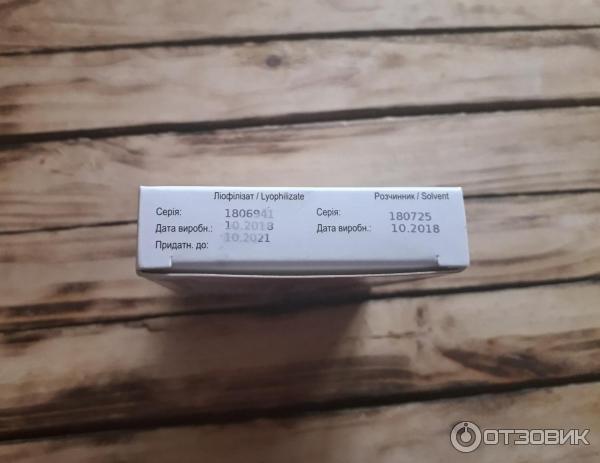 Ліофілізат / Lyophilizate Розчинник / Solvent
Серія: 1806941 Серія: 180725
Дата виробн.: 10.2018 Дата виробн.: 10.2018
Придатн. до: 10.2021
ОТЗОВИК